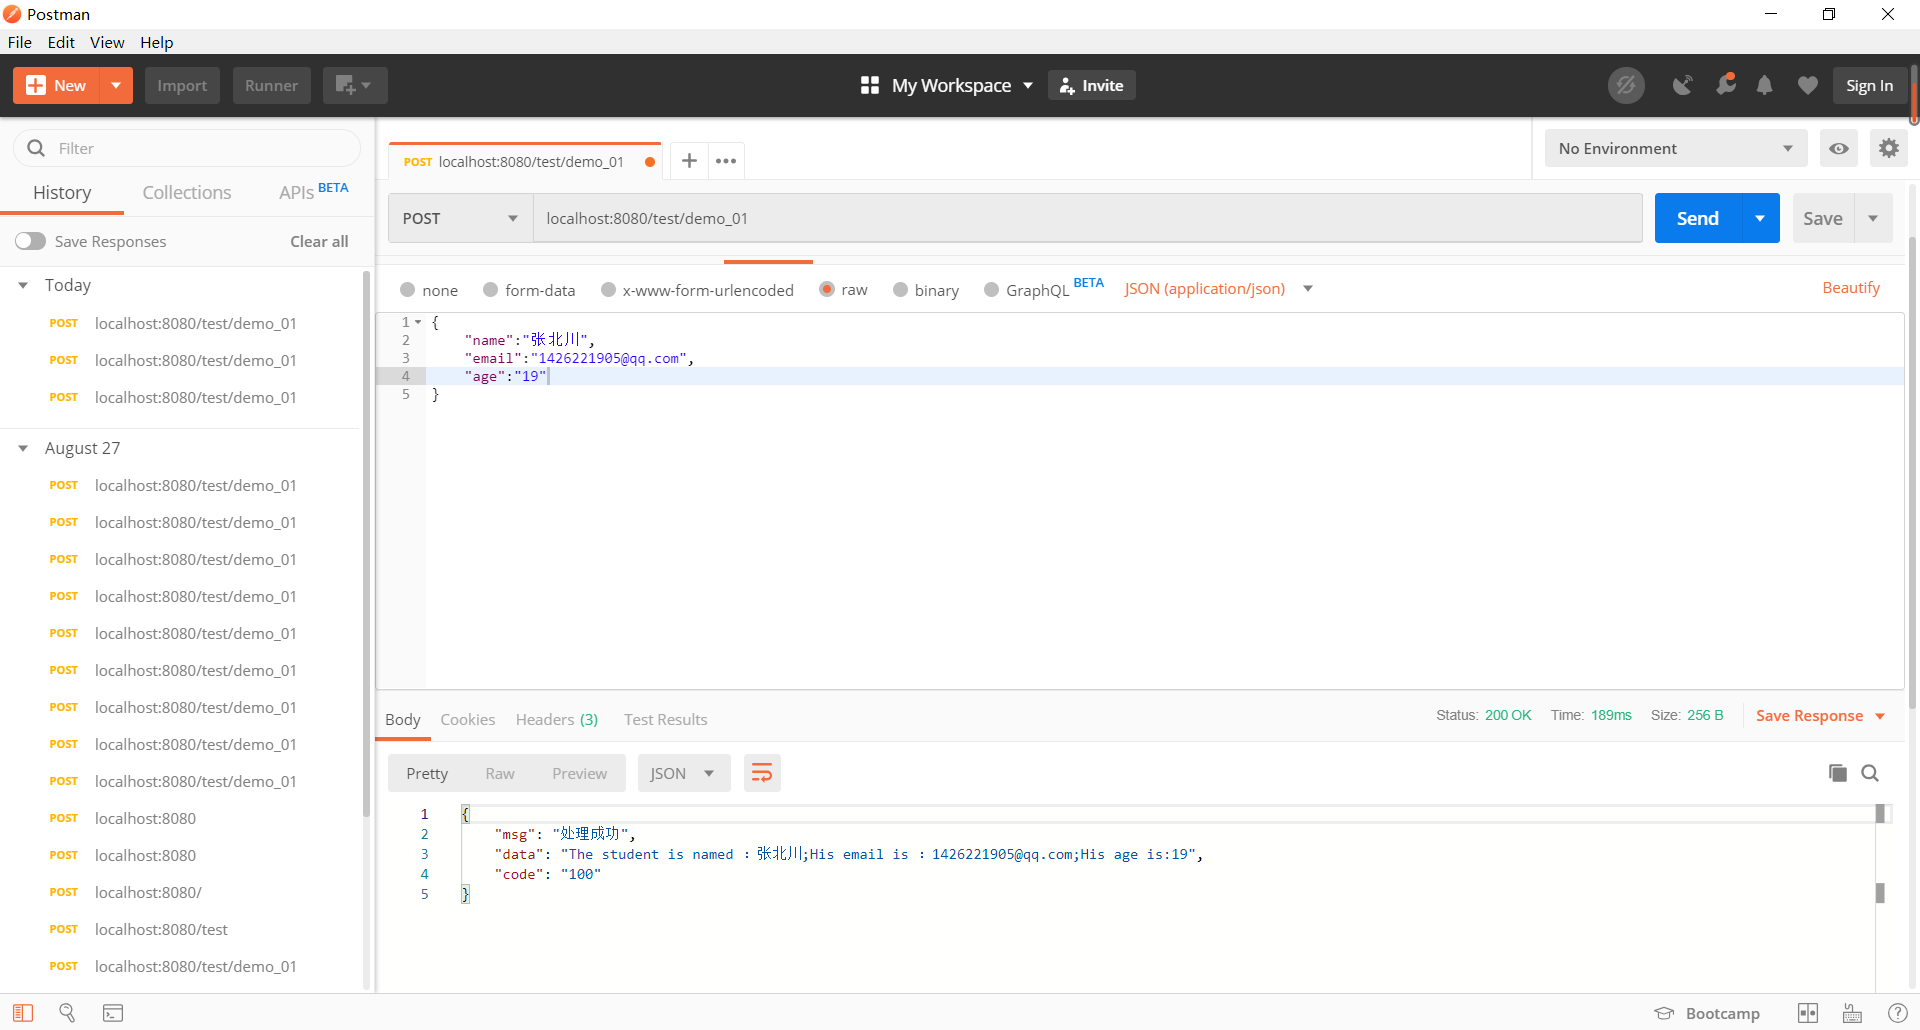 Postman
File Edit View Help
New Import Runner My Workspace Invite Sign In
Filter
History Collections APIs BETA
Save Responses Clear all
Today
POST localhost:8080/test/demo_01
POST localhost:8080/test/demo_01
POST localhost:8080/test/demo_01
August 27
POST localhost:8080/test/demo_01
POST localhost:8080/test/demo_01
POST localhost:8080/test/demo_01
POST localhost:8080/test/demo_01
POST localhost:8080/test/demo_01
POST localhost:8080/test/demo_01
POST localhost:8080/test/demo_01
POST localhost:8080/test/demo_01
POST localhost:8080/test/demo_01
POST localhost:8080
POST localhost:8080
POST localhost:8080/
POST localhost:8080/test
POST localhost:8080/test/demo_01
POST localhost:8080/test/demo_01 + ••• No Environment
POST localhost:8080/test/demo_01 Send Save
none form-data x-www-form-urlencoded raw binary GraphQL BETA JSON (application/json) Beautify
1 {
2 "name":"张北川",
3 "email":"1426221905@qq.com",
4 "age":"19"
5 }
Body Cookies Headers (3) Test Results Status: 200 OK Time: 189ms Size: 256 B Save Response
Pretty Raw Preview JSON
1 {
2 "msg": "处理成功",
3 "data": "The student is named：张北川;His email is：1426221905@qq.com;His age is:19",
4 "code": "100"
5 }
Bootcamp